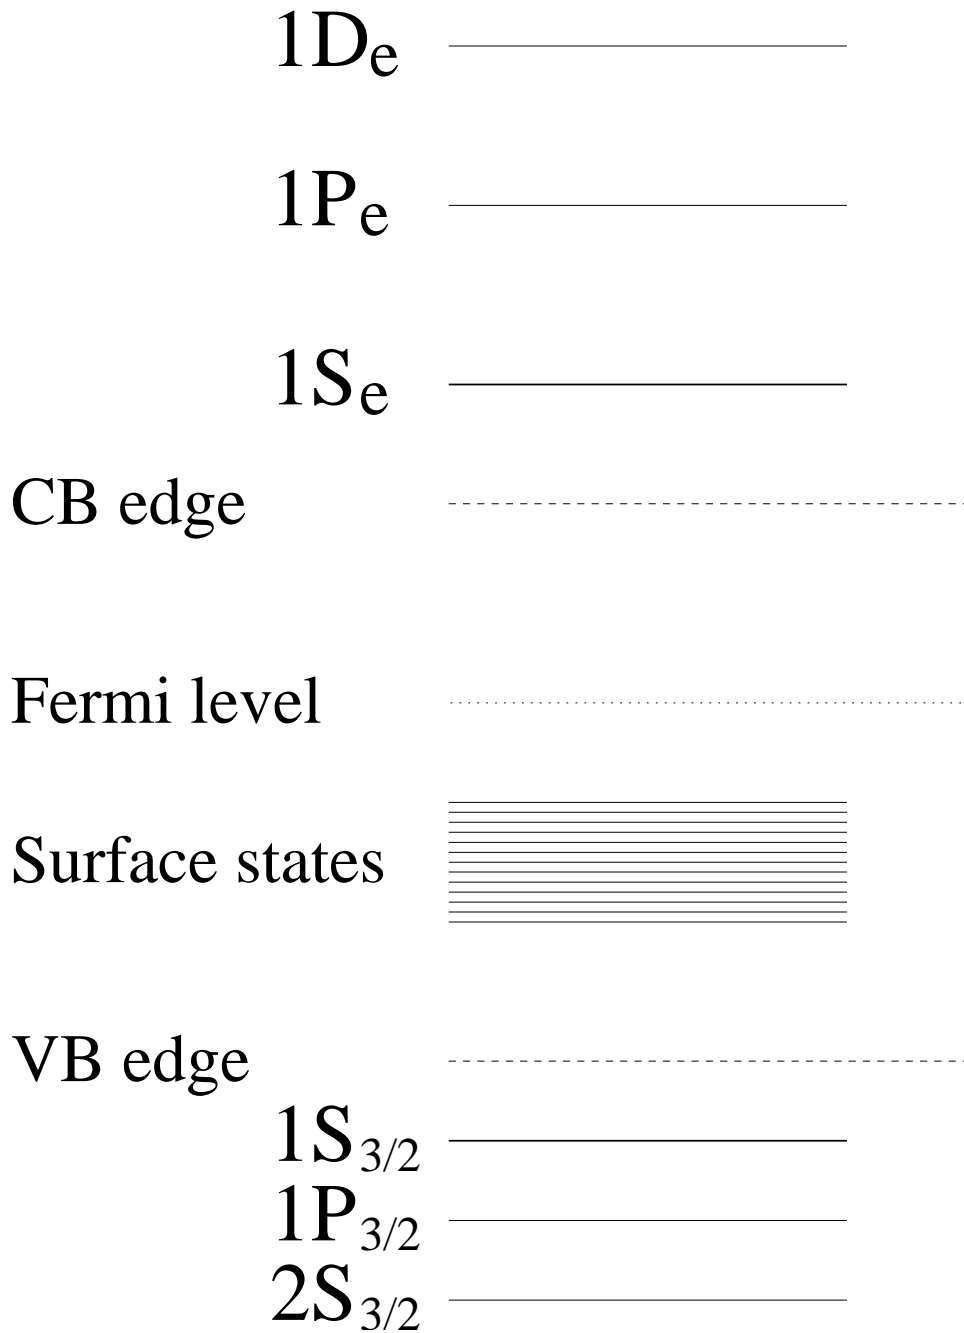 1Dₑ
1Pₑ
1Sₑ
CB edge
Fermi level
Surface states
VB edge
1S₃/₂
1P₃/₂
2S₃/₂